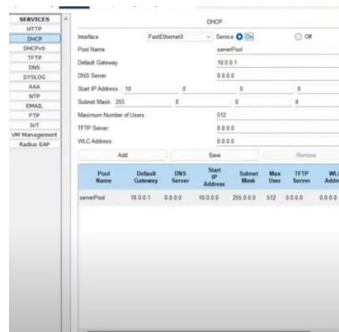 SERVICES
HTTP
DHCP
DHCPv6
TFTP
DNS
SYSLOG
AAA
NTP
EMAIL
FTP
IoT
VM Management
Radius EAP
DHCP
Interface FastEthernet0 Service On Off
Pool Name serverPool
Default Gateway 10.0.0.1
DNS Server 0.0.0.0
Start IP Address 10 0 0 0
Subnet Mask 255 0 0 0
Maximum Number of Users 512
TFTP Server: 0.0.0.0
WLC Address: 0.0.0.0
Add Save Remove
Pool Name Default Gateway DNS Server Start IP Address Subnet Mask Max User TFTP Server WLC Addre
serverPool 10.0.0.1 0.0.0.0 10.0.0.0 255.0.0.0 512 0.0.0.0 0.0.0.0